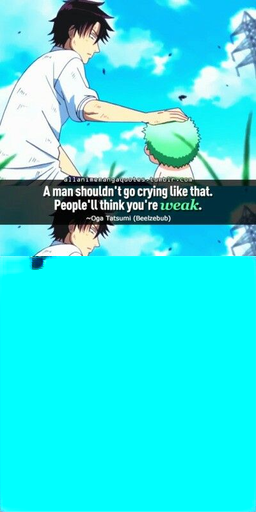 allanimemangaquotes.tumblr.com
A man shouldn't go crying like that.
People'll think you're weak.
~Oga Tatsumi (Beelzebub)